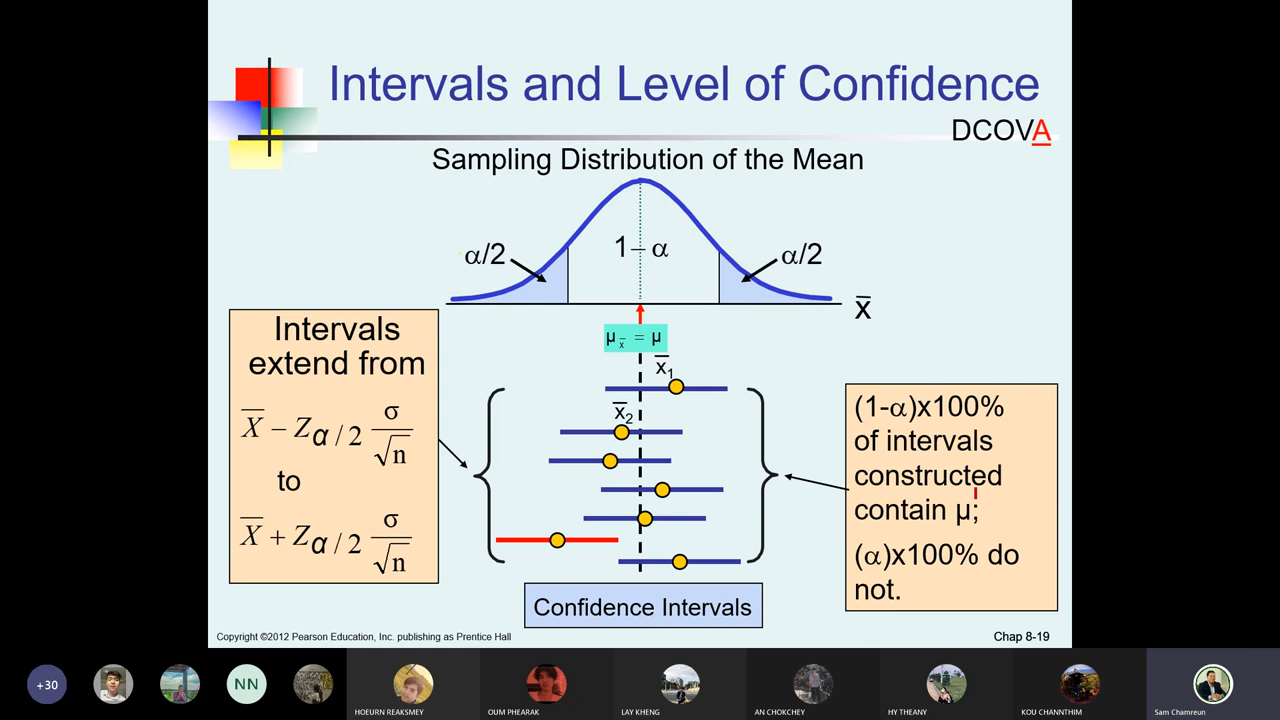 Intervals and Level of Confidence
DCOVA
Sampling Distribution of the Mean
α/2
1– α
α/2
x̅
μx̅ = μ
Intervals
extend from
X̅ − Zα / 2 σ/√n
to
X̅ + Zα / 2 σ/√n
x̅1
x̅2
(1-α)x100%
of intervals
constructed
contain μ;
(α)x100% do
not.
Confidence Intervals
Copyright ©2012 Pearson Education, Inc. publishing as Prentice Hall
Chap 8-19
+30
NN
HOEURN REAKSMEY
OUM PHEARAK
LAY KHENG
AN CHOKCHEY
HY THEANY
KOU CHANNTHIM
Sam Chamreun